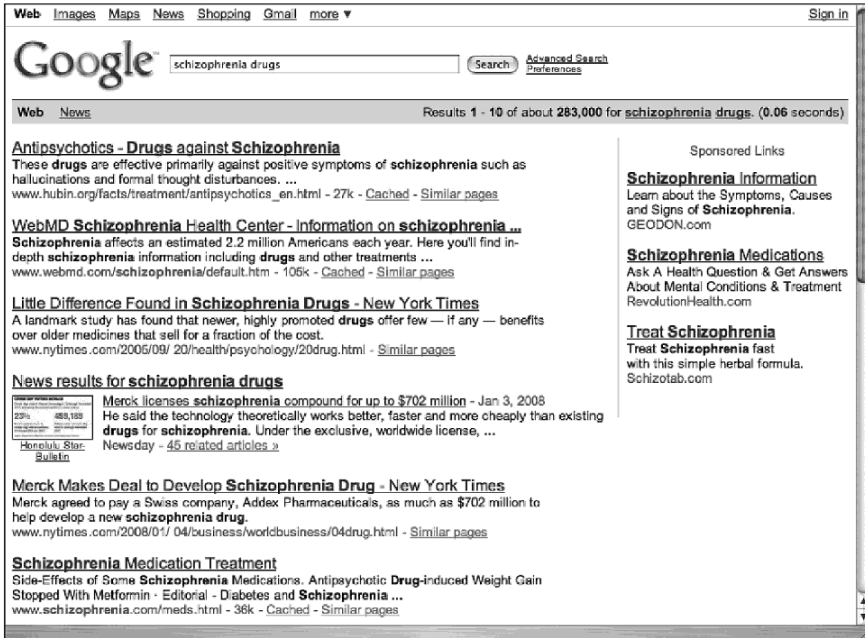 Web Images Maps News Shopping Gmail more ▼ Sign in
Google™ schizophrenia drugs Search Advanced Search
Preferences
Web News Results 1 - 10 of about 283,000 for schizophrenia drugs. (0.06 seconds)
Antipsychotics - Drugs against Schizophrenia
These drugs are effective primarily against positive symptoms of schizophrenia such as
hallucinations and formal thought disturbances. ...
www.hubin.org/facts/treatment/antipsychotics_en.html - 27k - Cached - Similar pages
WebMD Schizophrenia Health Center - Information on schizophrenia ...
Schizophrenia affects an estimated 2.2 million Americans each year. Here you'll find in-
depth schizophrenia information including drugs and other treatments ...
www.webmd.com/schizophrenia/default.htm - 105k - Cached - Similar pages
Little Difference Found in Schizophrenia Drugs - New York Times
A landmark study has found that newer, highly promoted drugs offer few — if any — benefits
over older medicines that sell for a fraction of the cost.
www.nytimes.com/2005/09/ 20/health/psychology/20drug.html - Similar pages
News results for schizophrenia drugs
Merck licenses schizophrenia compound for up to $702 million - Jan 3, 2008
He said the technology theoretically works better, faster and more cheaply than existing
drugs for schizophrenia. Under the exclusive, worldwide license, ...
Newsday - 45 related articles »
Honolulu Star-
Bulletin
Merck Makes Deal to Develop Schizophrenia Drug - New York Times
Merck agreed to pay a Swiss company, Addex Pharmaceuticals, as much as $702 million to
help develop a new schizophrenia drug.
www.nytimes.com/2008/01/ 04/business/worldbusiness/04drug.html - Similar pages
Schizophrenia Medication Treatment
Side-Effects of Some Schizophrenia Medications. Antipsychotic Drug-induced Weight Gain
Stopped With Metformin · Editorial - Diabetes and Schizophrenia ...
www.schizophrenia.com/meds.html - 36k - Cached - Similar pages
Sponsored Links
Schizophrenia Information
Learn about the Symptoms, Causes
and Signs of Schizophrenia.
GEODON.com
Schizophrenia Medications
Ask A Health Question & Get Answers
About Mental Conditions & Treatment
RevolutionHealth.com
Treat Schizophrenia
Treat Schizophrenia fast
with this simple herbal formula.
Schizotab.com